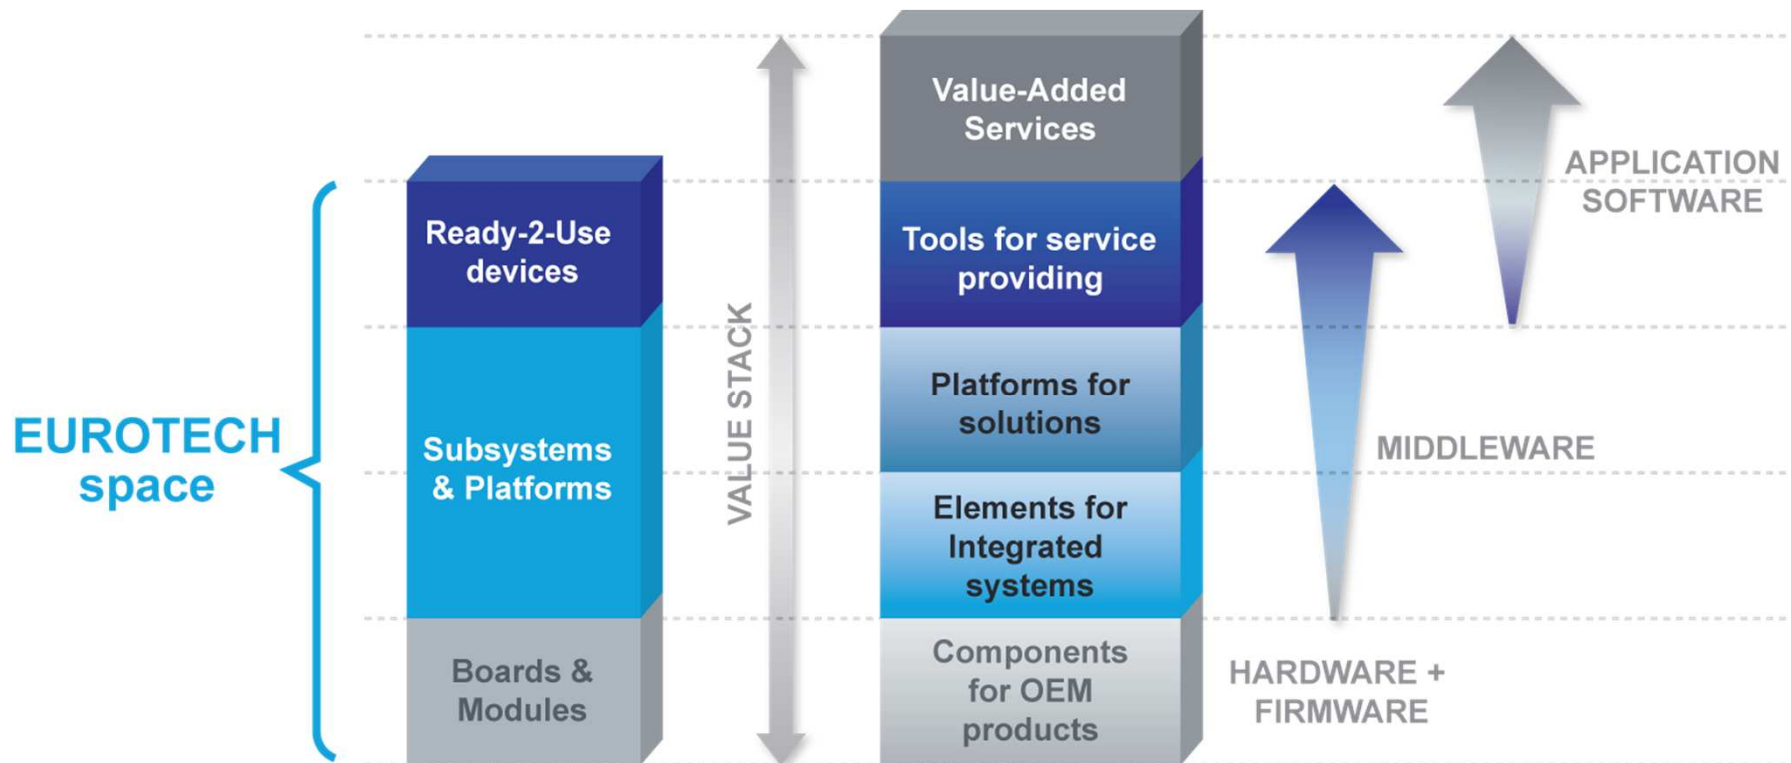 EUROTECH
space
Ready-2-Use
devices
Subsystems
& Platforms
Boards &
Modules
VALUE STACK
Value-Added
Services
Tools for service
providing
Platforms for
solutions
Elements for
Integrated
systems
Components
for OEM
products
APPLICATION
SOFTWARE
MIDDLEWARE
HARDWARE +
FIRMWARE